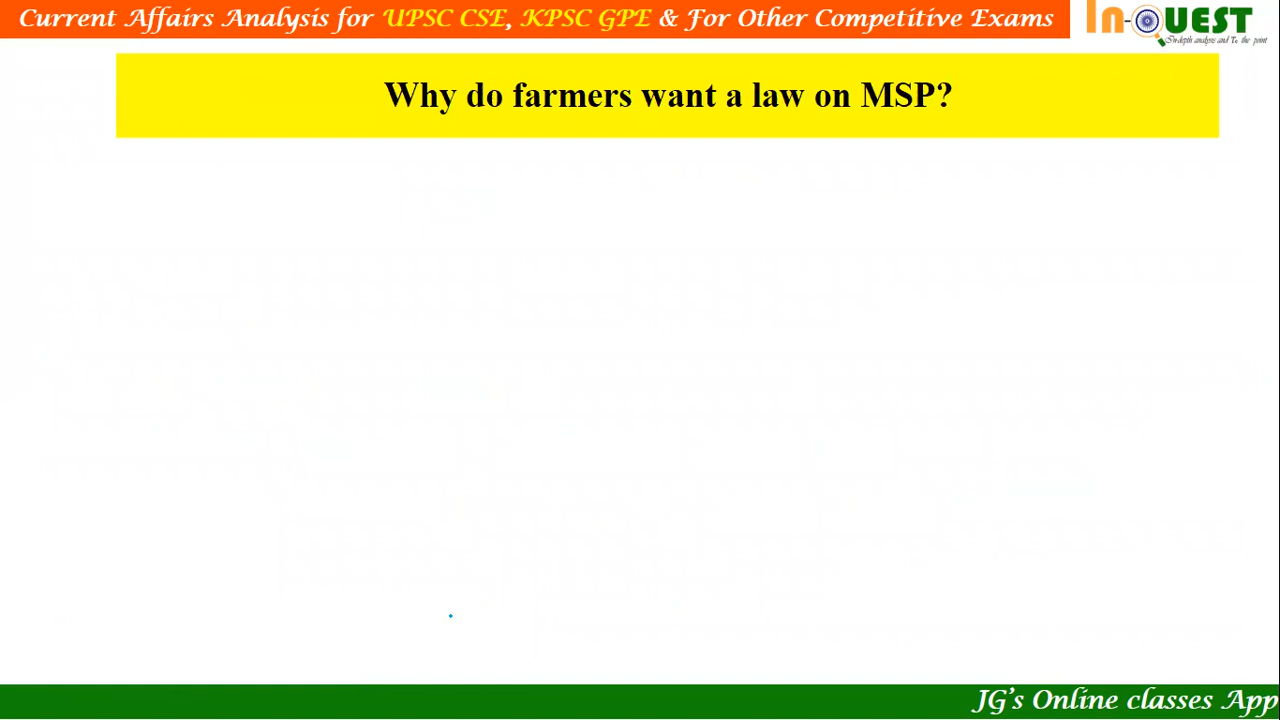 Current Affairs Analysis for UPSC CSE, KPSC GPE & For Other Competitive Exams
In-QUEST
In-depth analysis and To the point
Why do farmers want a law on MSP?
JG's Online classes App